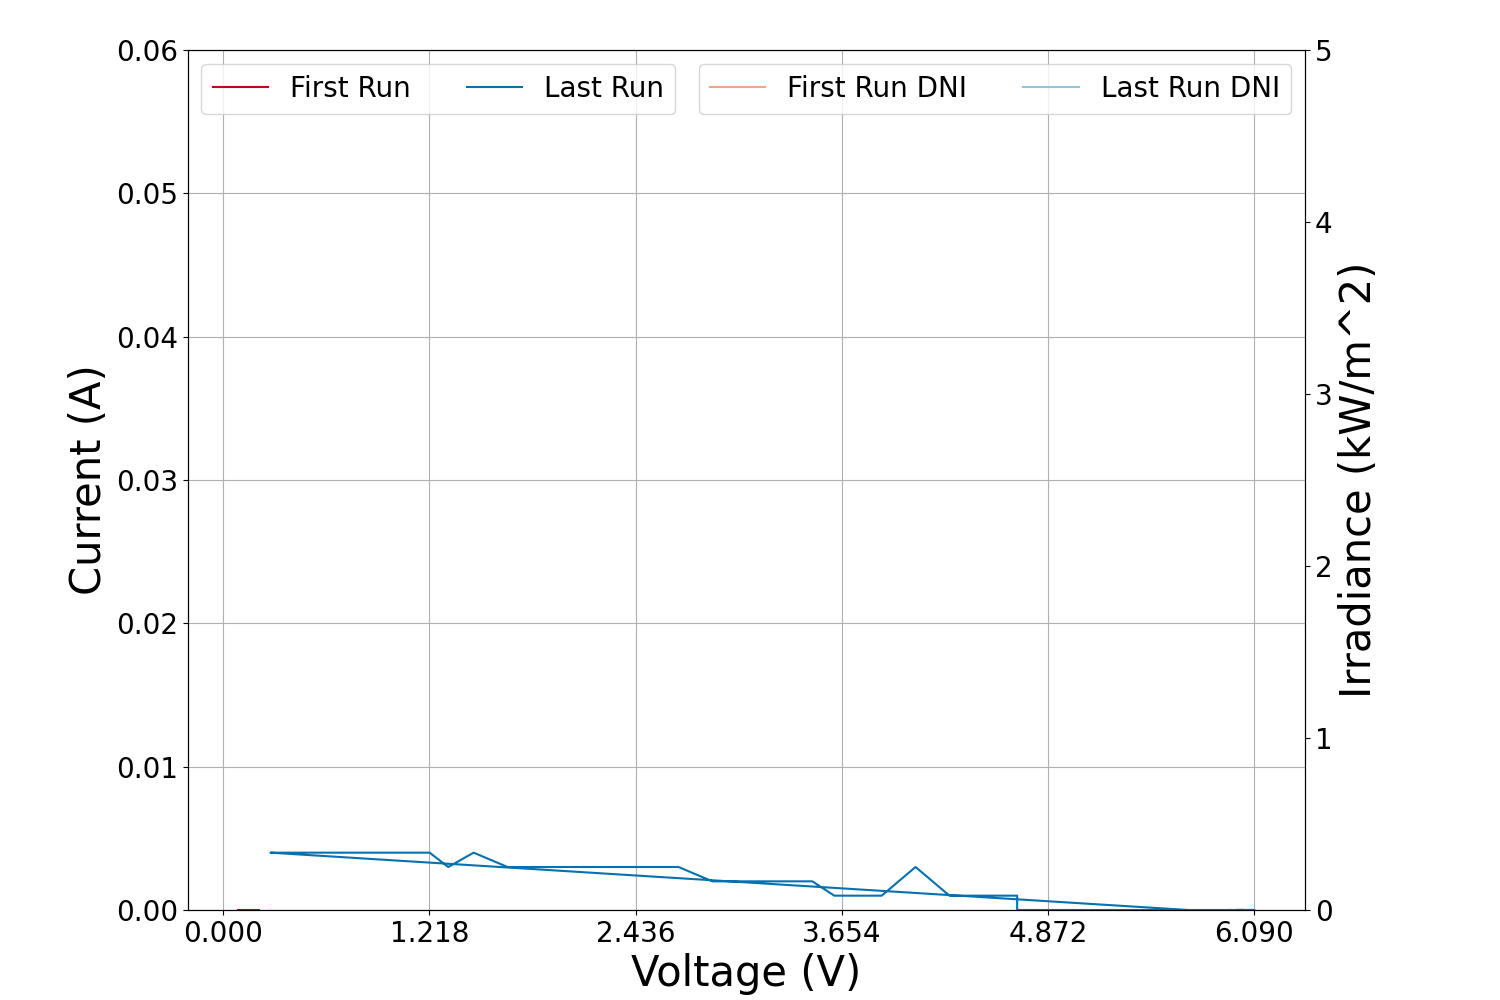 First Run
Last Run
First Run DNI
Last Run DNI
0.06
0.05
0.04
0.03
0.02
0.01
0.00
Current (A)
5
4
3
2
1
0
Irradiance (kW/m^2)
0.000
1.218
2.436
3.654
4.872
6.090
Voltage (V)